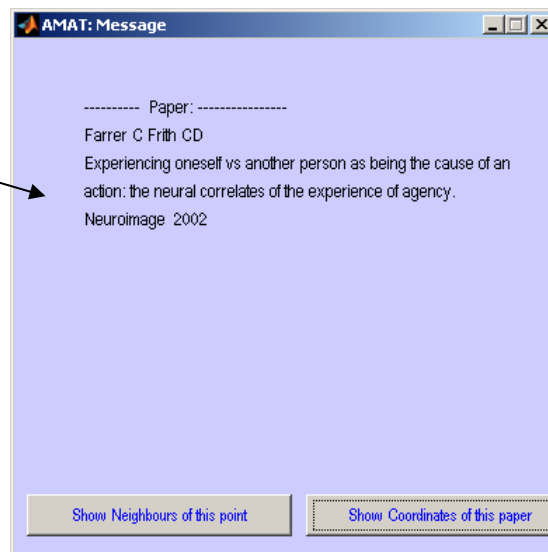 AMAT: Message
---------- Paper: ----------------
Farrer C Frith CD
Experiencing oneself vs another person as being the cause of an
action: the neural correlates of the experience of agency.
Neuroimage 2002
Show Neighbours of this point
Show Coordinates of this paper